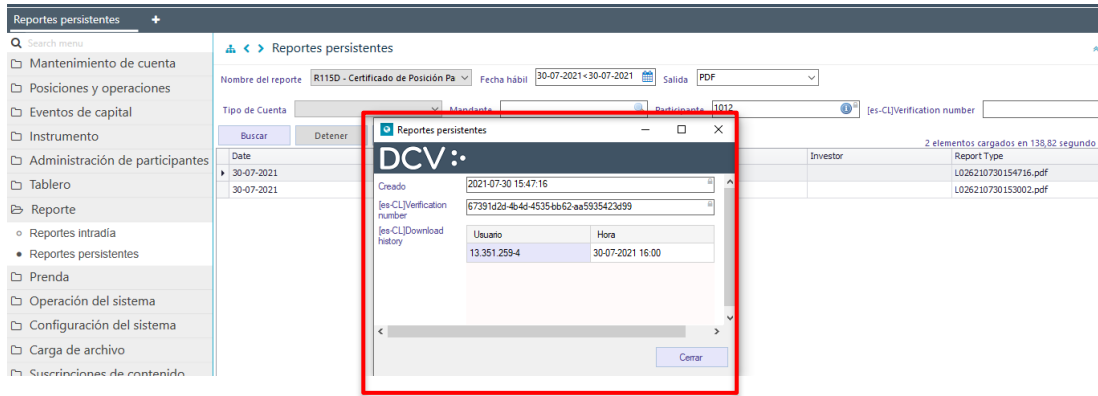 Reportes persistentes +
Search menu
Mantenimiento de cuenta
Posiciones y operaciones
Eventos de capital
Instrumento
Administración de participantes
Tablero
Reporte
Reportes intradía
Reportes persistentes
Prenda
Operación del sistema
Configuración del sistema
Carga de archivo
Suscripciones de contenido
Reportes persistentes
Nombre del reporte R115D - Certificado de Posición Pa Fecha hábil 30-07-2021<30-07-2021 Salida PDF
Tipo de Cuenta Mandante Participante 1012 [es-CL]Verification number
Buscar Detener
2 elementos cargados en 138,82 segundo
Date Investor Report Type
30-07-2021 L026210730154716.pdf
30-07-2021 L026210730153002.pdf
Reportes persistentes
DCV
Creado 2021-07-30 15:47:16
[es-CL]Verification number 67391d2d-4b4d-4535-bb62-aa5935423d99
[es-CL]Download history
Usuario Hora
13.351.259-4 30-07-2021 16:00
Cerrar